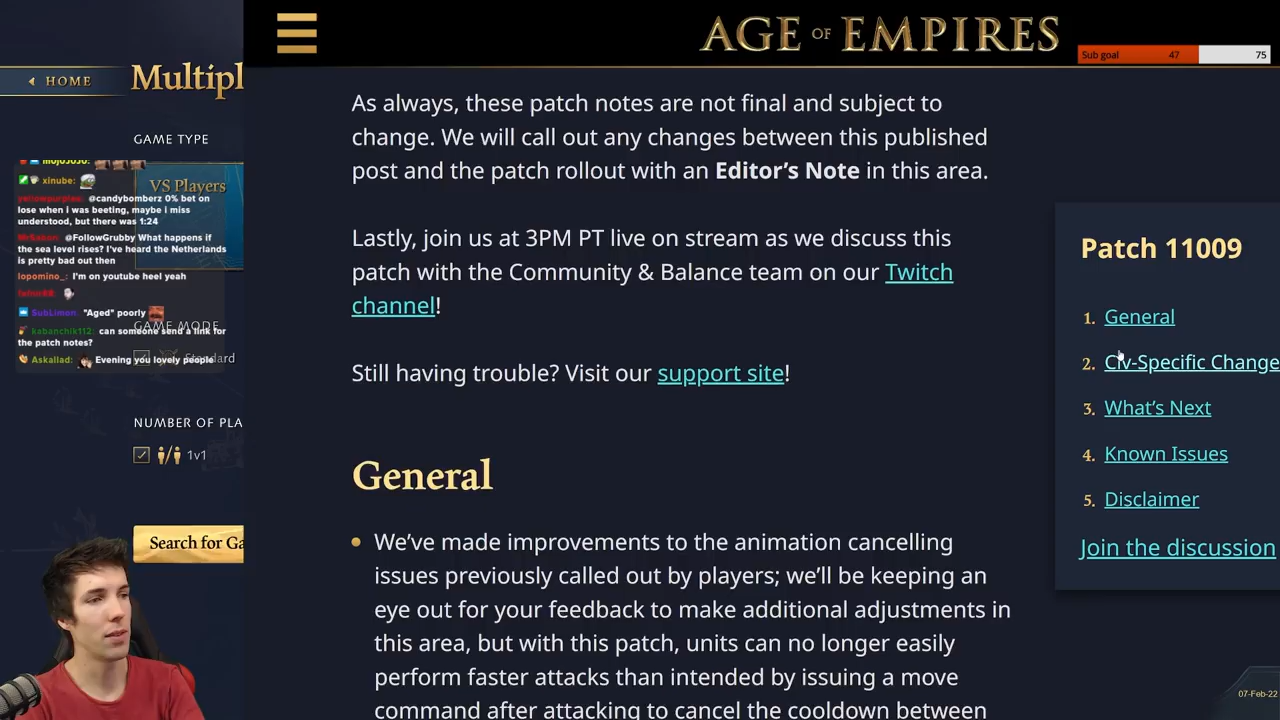 AGE OF EMPIRES
Sub goal 47 75
HOME
Multipl
GAME TYPE
VS Players
mojoJoJo:
xinube:
yellowpurples: @candybomberz 0% bet on
lose when I was beeting, maybe i miss
understood, but there was 1:24
@FollowGrubby What happens if
the sea level rises? I've heard the Netherlands
is pretty bad out then
lopomino_: I'm on youtube heel yeah
SubLimon: "Aged" poorly
GAME MODE
kabanchik112: can someone send a link for
the patch notes?
Standard
Askallad: Evening you lovely people
NUMBER OF PLA
1v1
Search for Ga
As always, these patch notes are not final and subject to
change. We will call out any changes between this published
post and the patch rollout with an Editor's Note in this area.
Lastly, join us at 3PM PT live on stream as we discuss this
patch with the Community & Balance team on our Twitch
channel!
Still having trouble? Visit our support site!
General
We've made improvements to the animation cancelling
issues previously called out by players; we'll be keeping an
eye out for your feedback to make additional adjustments in
this area, but with this patch, units can no longer easily
perform faster attacks than intended by issuing a move
command after attacking to cancel the cooldown between
Patch 11009
1. General
2. Civ-Specific Change
3. What's Next
4. Known Issues
5. Disclaimer
Join the discussion
07-Feb-22